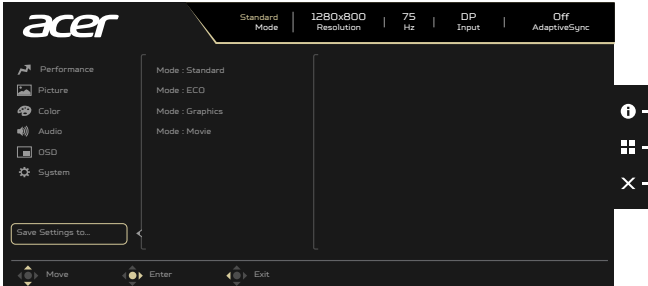 acer
Standard
Mode
1280x800
Resolution
75
Hz
DP
Input
Off
AdaptiveSync
Performance
Picture
Color
Audio
OSD
System
Save Settings to...
Mode : Standard
Mode : ECO
Mode : Graphics
Mode : Movie
Move
Enter
Exit